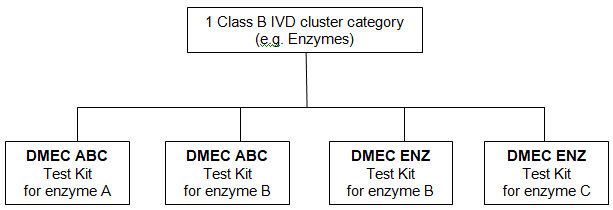 1 Class B IVD cluster category
(e.g. Enzymes)
DMEC ABC
Test Kit
for enzyme A
DMEC ABC
Test Kit
for enzyme B
DMEC ENZ
Test Kit
for enzyme B
DMEC ENZ
Test Kit
for enzyme C